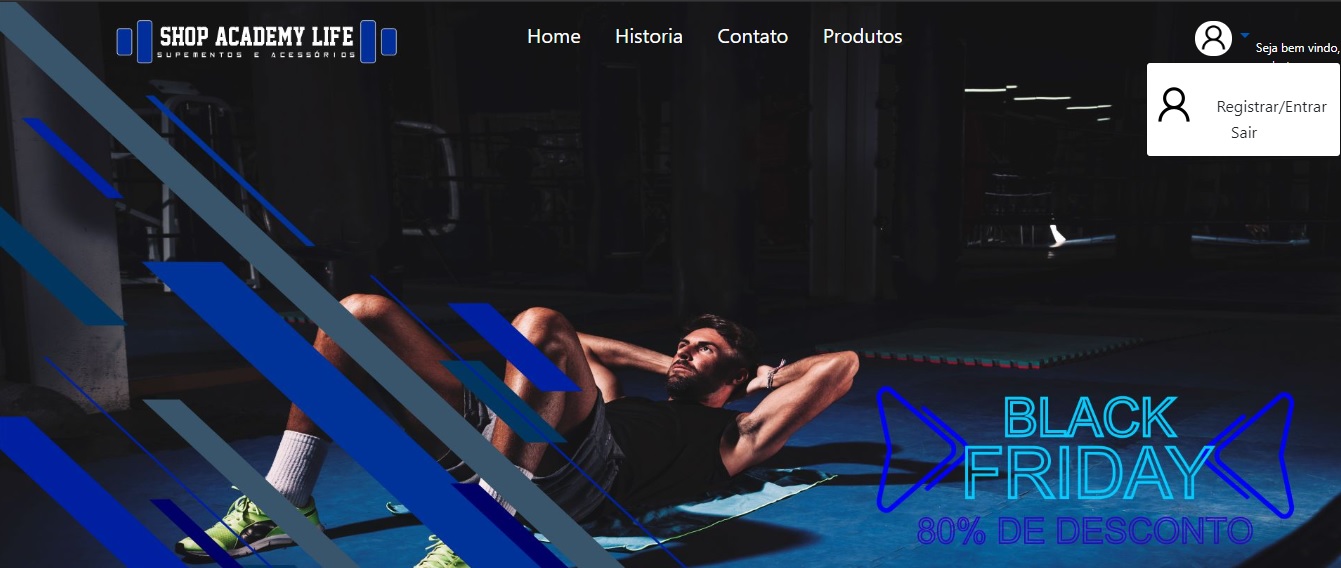 SHOP ACADEMY LIFE
SUPEMENTOS E ACESSÓRIOS
Home
Historia
Contato
Produtos
Seja bem vindo,
Registrar/Entrar
Sair
BLACK
FRIDAY
80% DE DESCONTO